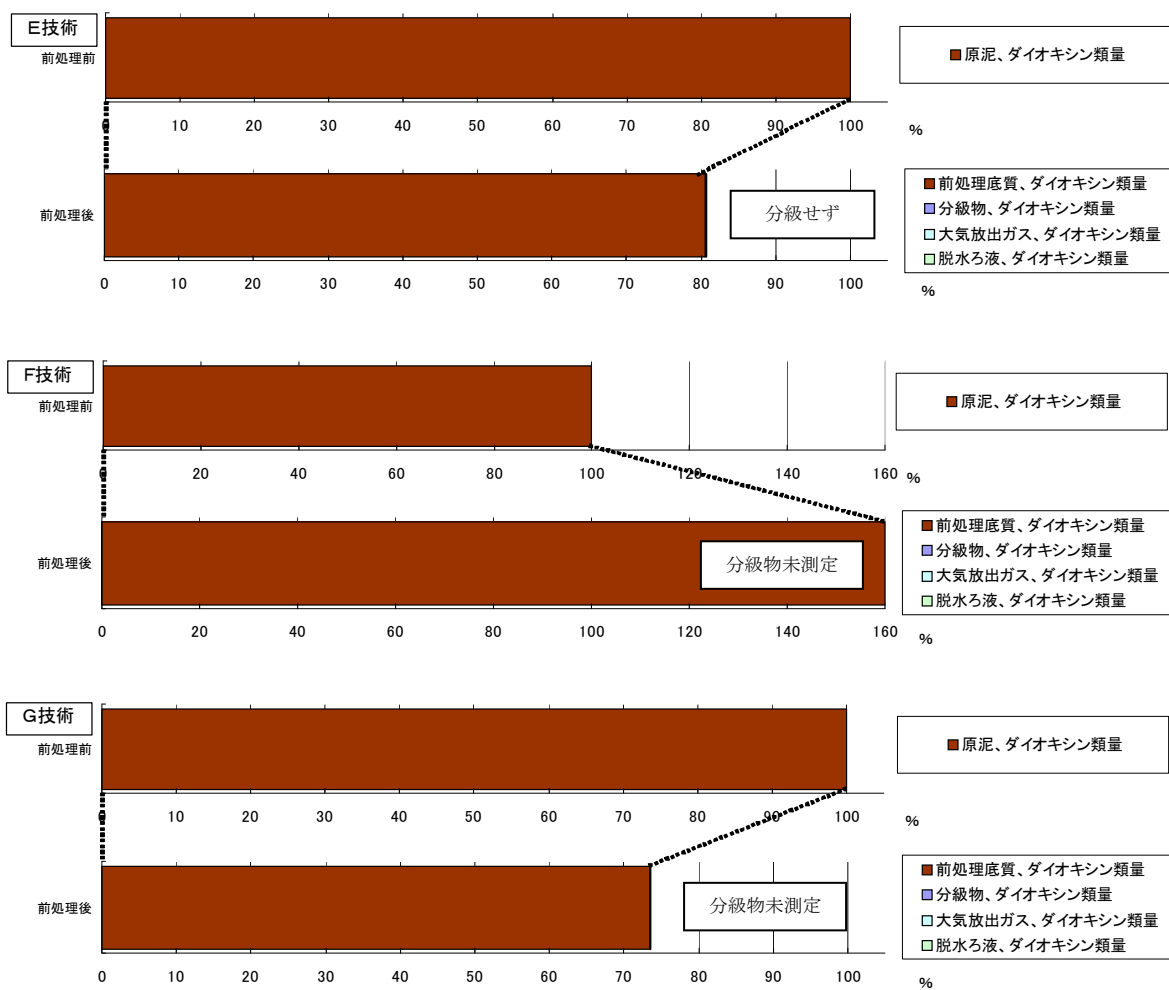 E技術
前処理前
■原泥、ダイオキシン類量
0 10 20 30 40 50 60 70 80 90 100
%
前処理後
分級せず
■前処理底質、ダイオキシン類量
□分級物、ダイオキシン類量
□大気放出ガス、ダイオキシン類量
□脱水ろ液、ダイオキシン類量
0 10 20 30 40 50 60 70 80 90 100
%
F技術
前処理前
■原泥、ダイオキシン類量
0 20 40 60 80 100 120 140 160
%
前処理後
分級物未測定
■前処理底質、ダイオキシン類量
□分級物、ダイオキシン類量
□大気放出ガス、ダイオキシン類量
□脱水ろ液、ダイオキシン類量
0 20 40 60 80 100 120 140 160
%
G技術
前処理前
■原泥、ダイオキシン類量
0 10 20 30 40 50 60 70 80 90 100
%
前処理後
分級物未測定
■前処理底質、ダイオキシン類量
□分級物、ダイオキシン類量
□大気放出ガス、ダイオキシン類量
□脱水ろ液、ダイオキシン類量
0 10 20 30 40 50 60 70 80 90 100
%